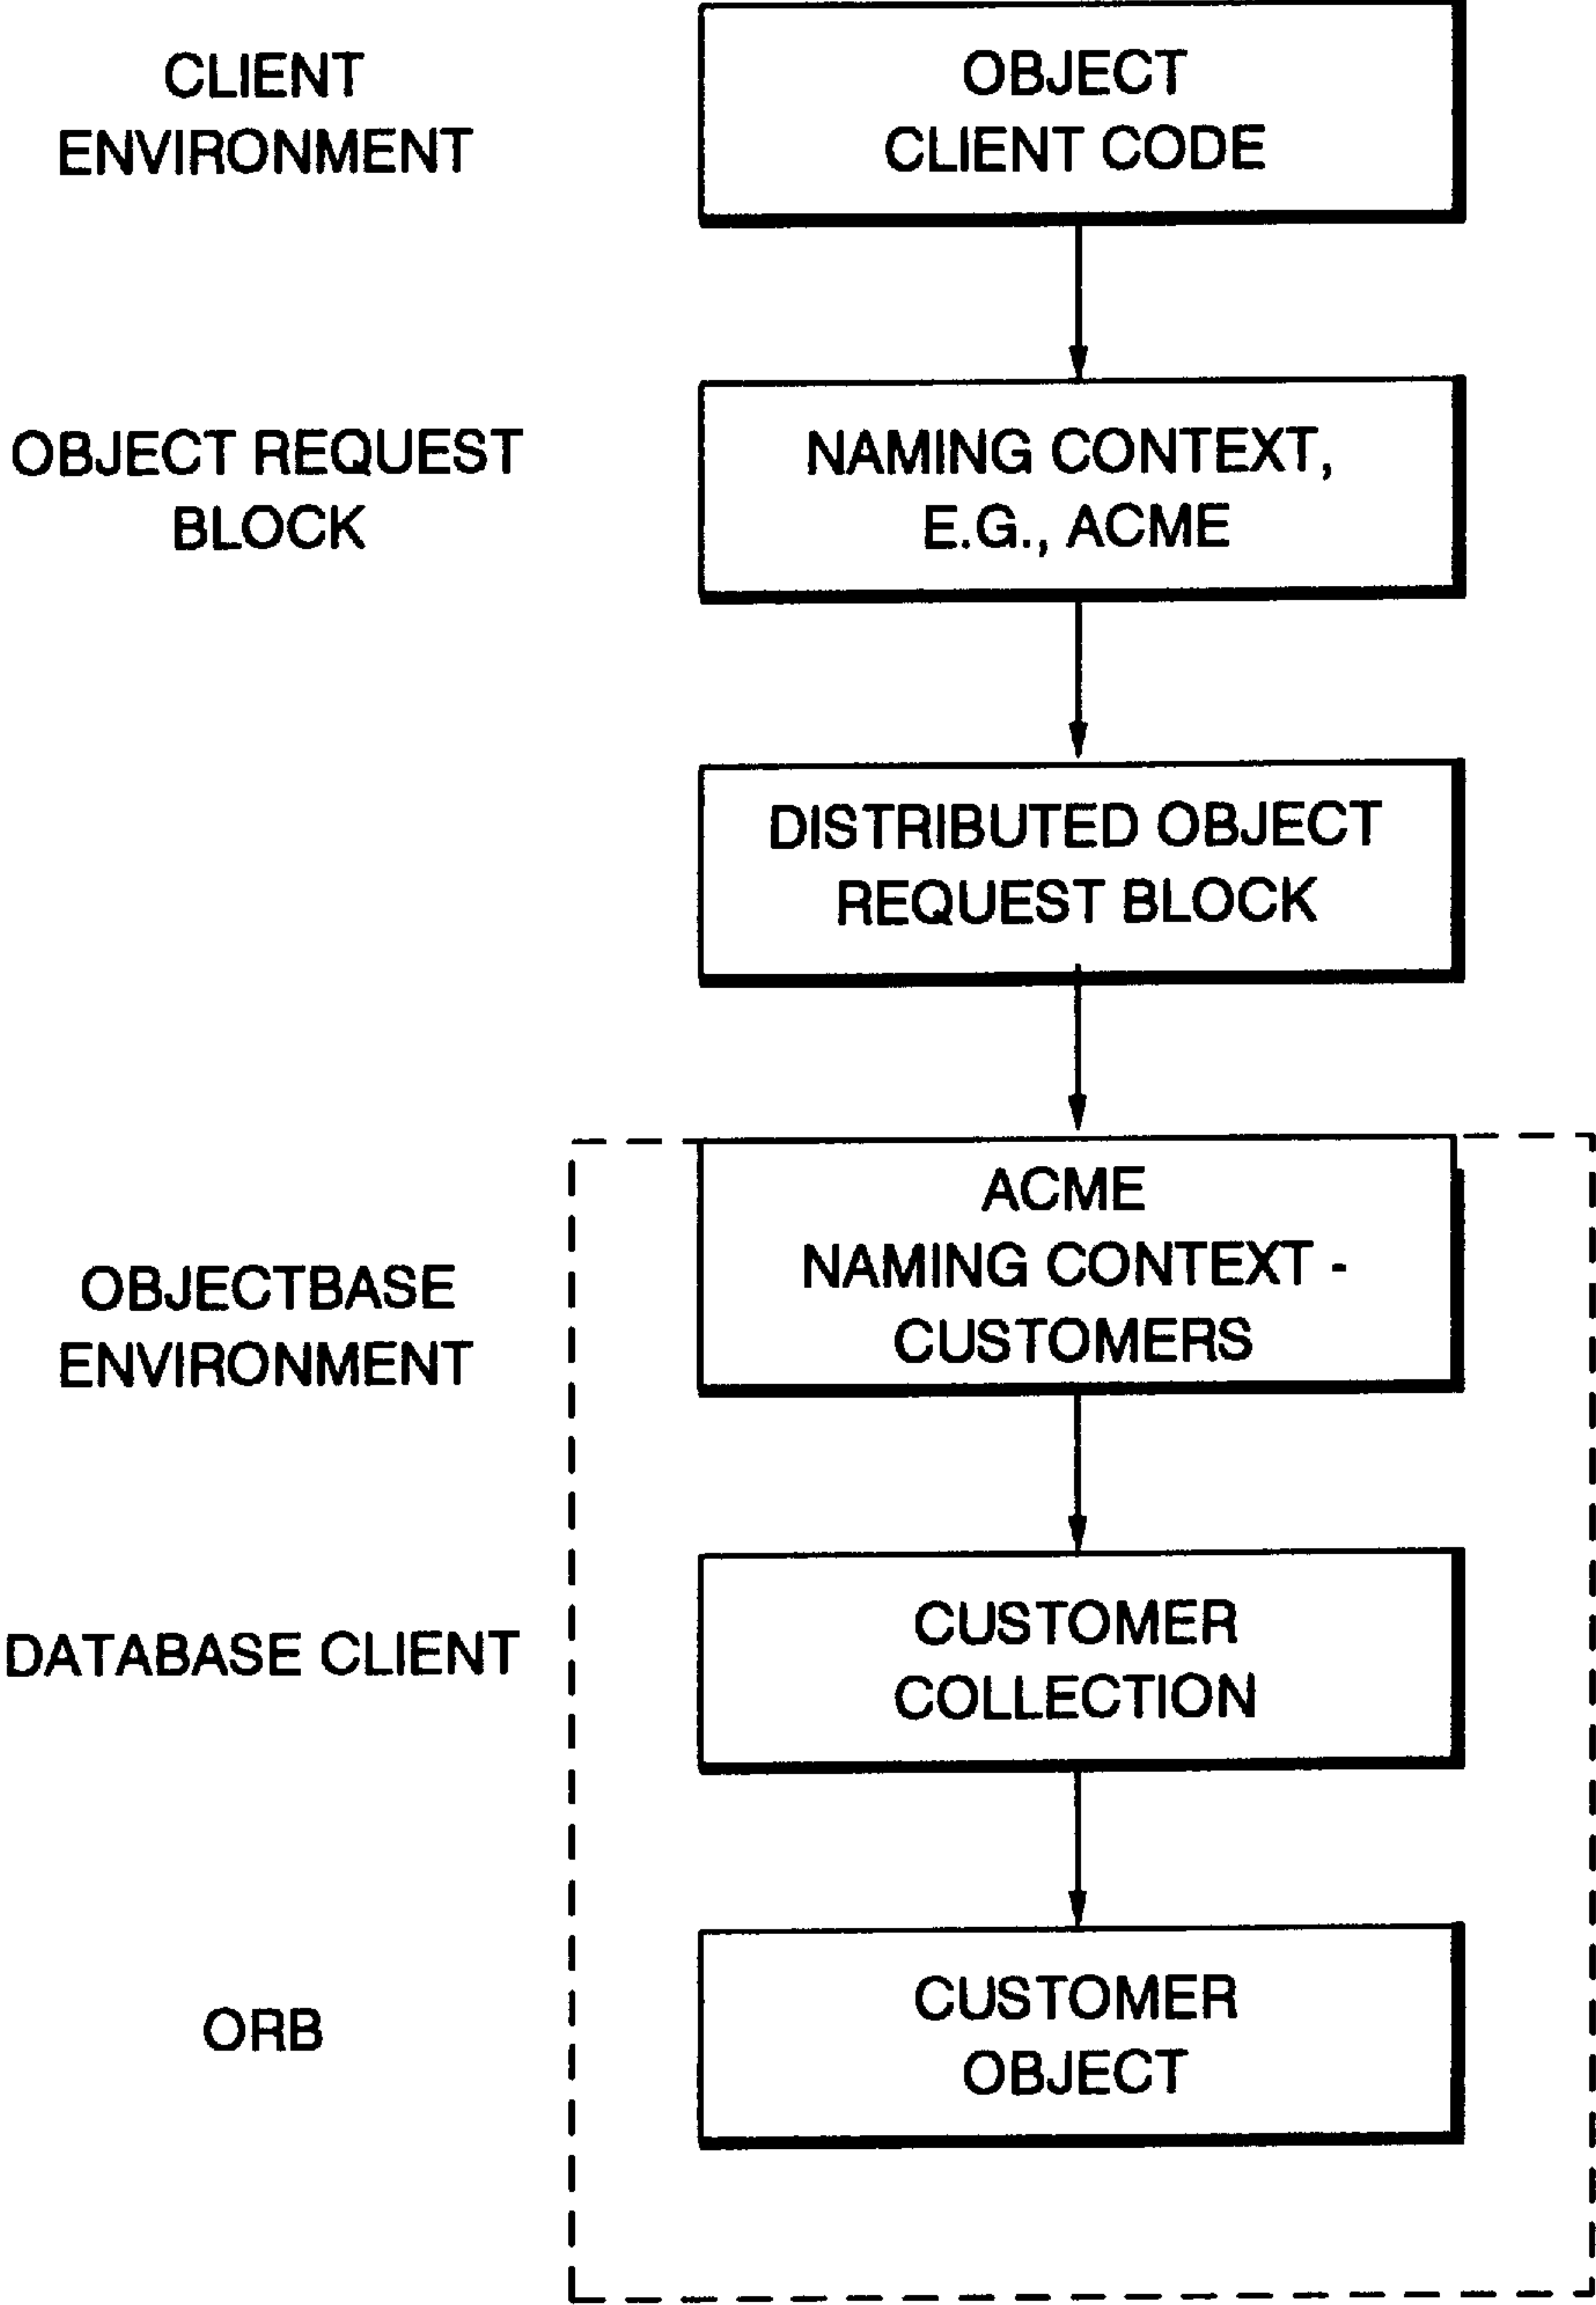 CLIENT
ENVIRONMENT
OBJECT
CLIENT CODE
OBJECT REQUEST
BLOCK
NAMING CONTEXT,
E.G., ACME
DISTRIBUTED OBJECT
REQUEST BLOCK
OBJECTBASE
ENVIRONMENT
ACME
NAMING CONTEXT -
CUSTOMERS
DATABASE CLIENT
CUSTOMER
COLLECTION
ORB
CUSTOMER
OBJECT